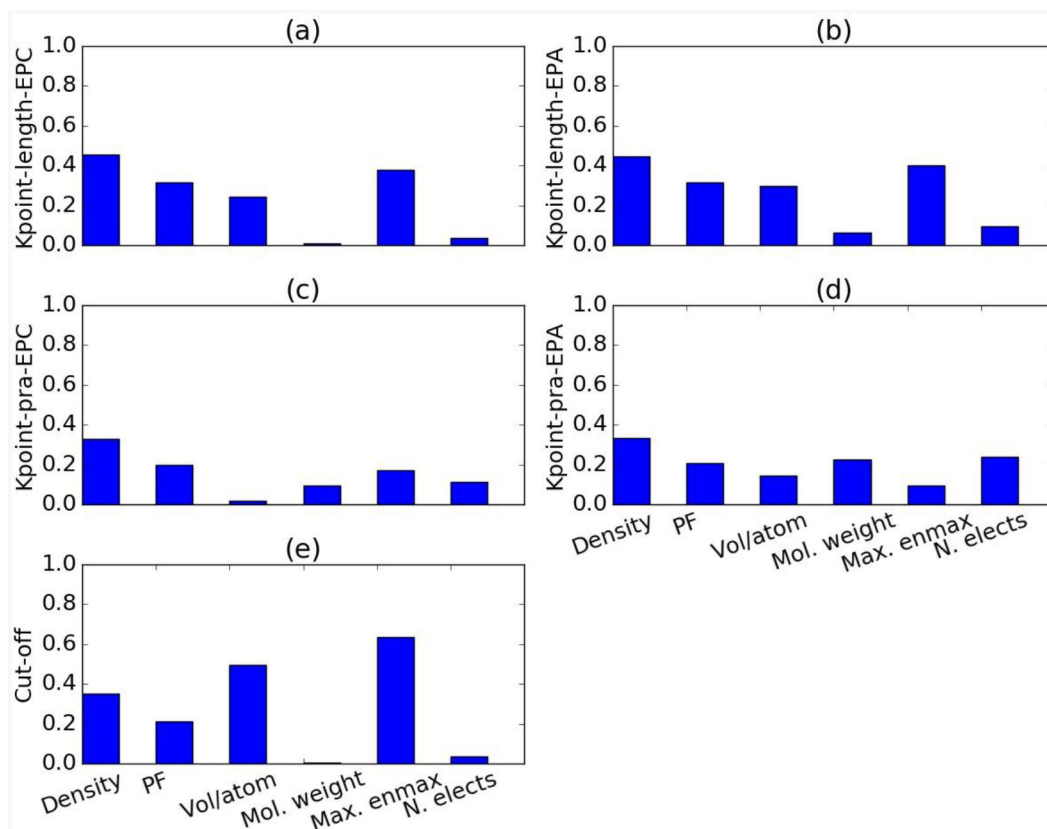 (a)
Kpoint-length-EPC
1.0
0.8
0.6
0.4
0.2
0.0
(b)
Kpoint-length-EPA
1.0
0.8
0.6
0.4
0.2
0.0
(c)
Kpoint-pra-EPC
1.0
0.8
0.6
0.4
0.2
0.0
(d)
Kpoint-pra-EPA
1.0
0.8
0.6
0.4
0.2
0.0
Density
PF
Vol/atom
Mol. weight
Max. enmax
N. elects
(e)
Cut-off
1.0
0.8
0.6
0.4
0.2
0.0
Density
PF
Vol/atom
Mol. weight
Max. enmax
N. elects